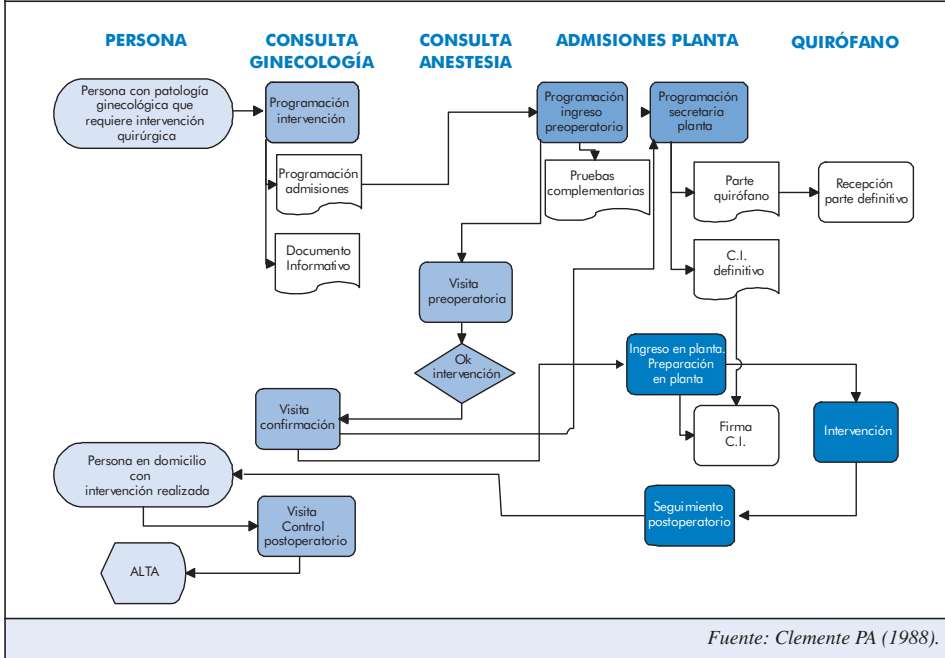 PERSONA
CONSULTA
GINECOLOGÍA
CONSULTA
ANESTESIA
ADMISIONES PLANTA
QUIRÓFANO
Persona con patología
ginecológica que
requiere intervención
quirúrgica
Programación
intervención
Programación
ingreso
preoperatorio
Programación
secretaria
planta
Programación
admisiones
Pruebas
complementarias
Parte
quirófano
Recepción
parte definitivo
Documento
Informativo
C.I.
definitivo
Visita
preoperatoria
Ok
intervención
Ingreso en planta.
Preparación
en planta
Visita
confirmación
Firma
C.I.
Intervención
Persona en domicilio
con
intervención realizada
Visita
Control
postoperatorio
Seguimiento
postoperatorio
ALTA
Fuente: Clemente PA (1988).